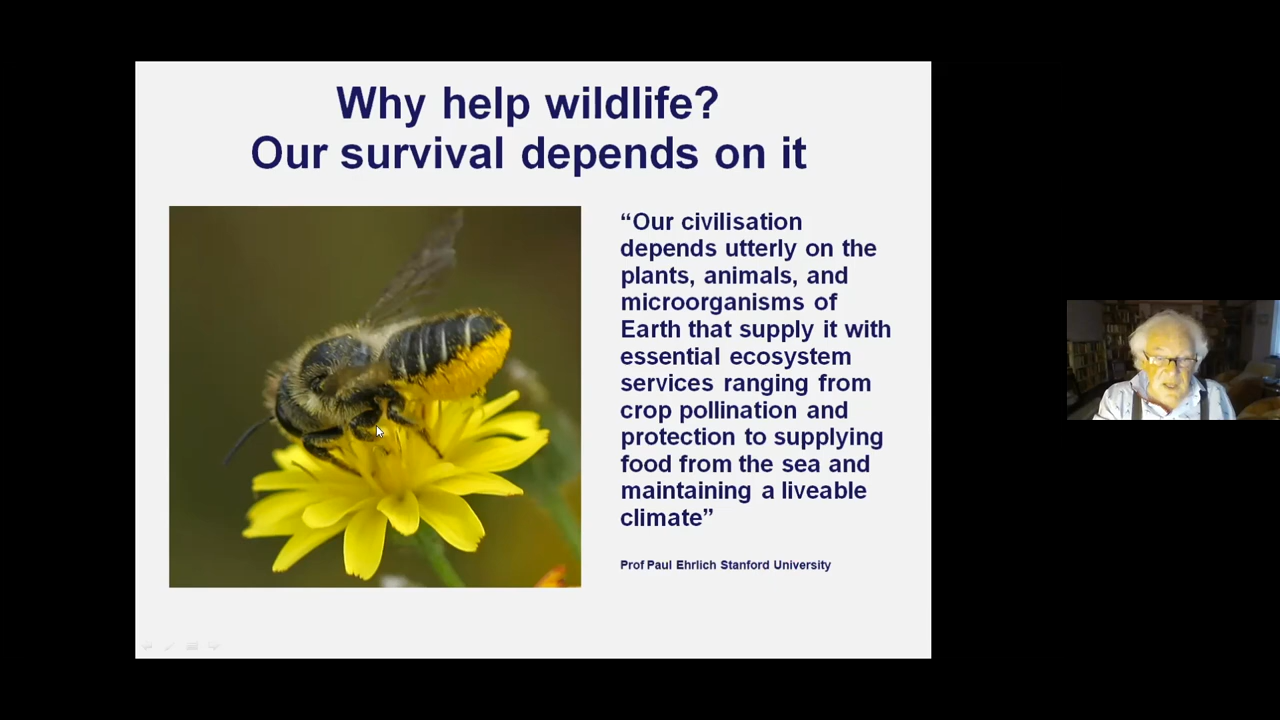 Why help wildlife?
Our survival depends on it
“Our civilisation
depends utterly on the
plants, animals, and
microorganisms of
Earth that supply it with
essential ecosystem
services ranging from
crop pollination and
protection to supplying
food from the sea and
maintaining a liveable
climate”
Prof Paul Ehrlich Stanford University